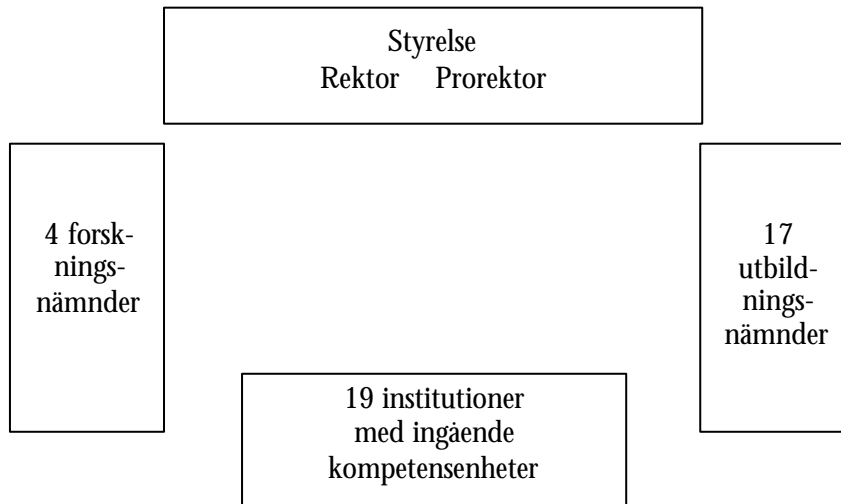 Styrelse
Rektor Prorektor
4 forsk-
nings-
nämnder
17
utbild-
nings-
nämnder
19 institutioner
med ingående
kompetensenheter